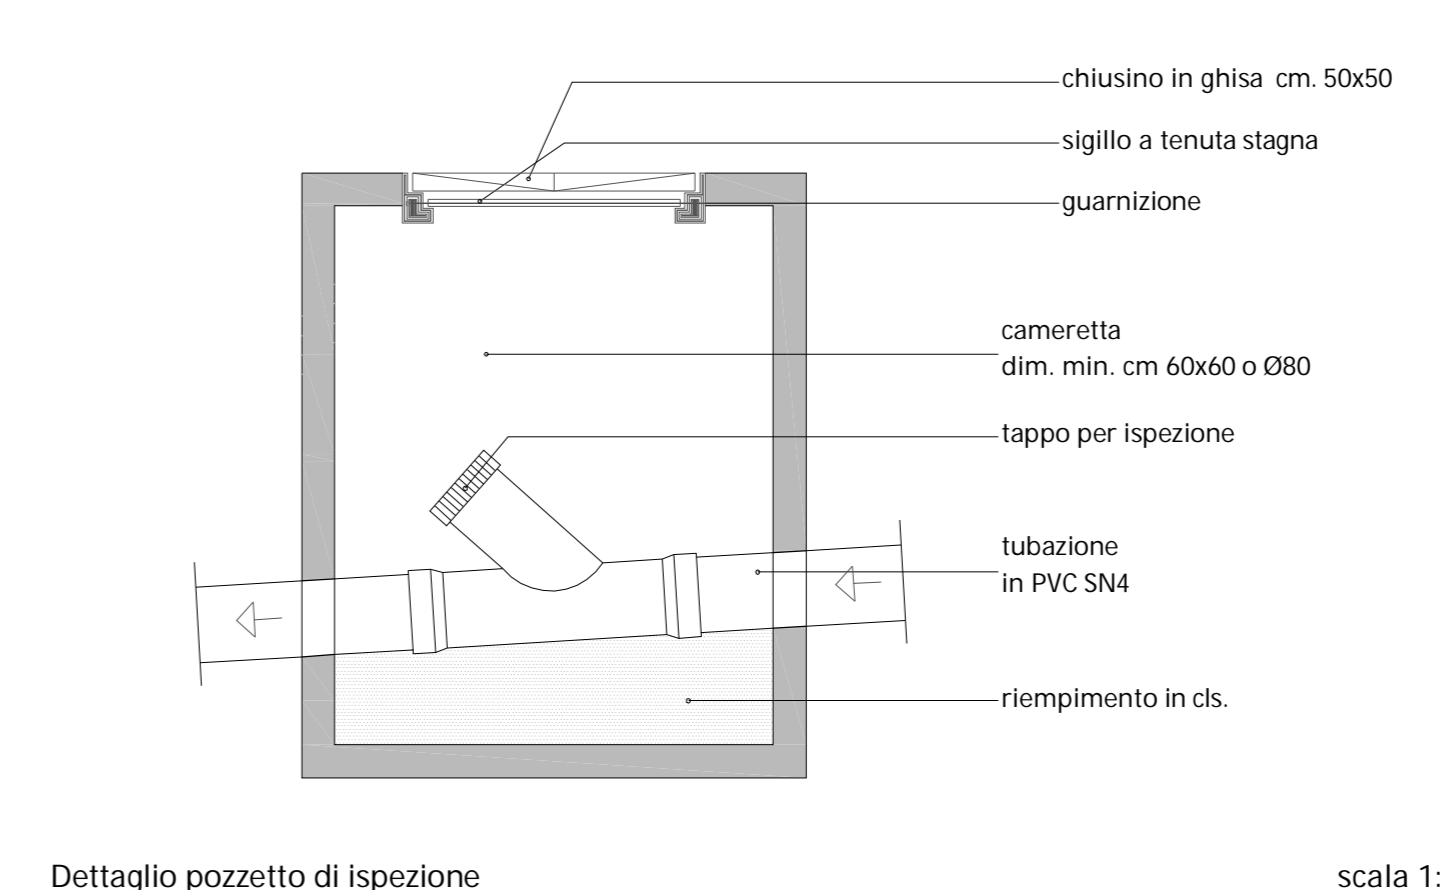 chiusino in ghisa cm. 50x50
sigillo a tenuta stagna
guarnizione
cameretta
dim. min. cm 60x60 o Ø80
tappo per ispezione
tubazione
in PVC SN4
riempimento in cls.
Dettaglio pozzetto di ispezione
scala 1: